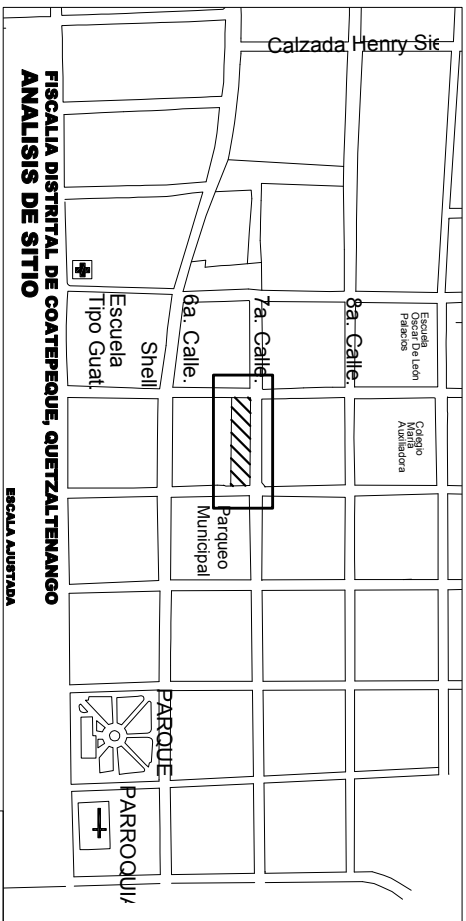 Calzada Henry Sie
Escuela
Oscar De León
Palacios
Colegio
Maria
Auxiliadora
8a. Calle.
7a. Calle.
6a. Calle.
Shell
Escuela
Tipo Guat.
Parqueo
Municipal
PARQUE
PARROQUIA
FISCALIA DISTRITAL DE COATEPEQUE, QUETZALTENANGO
ANALISIS DE SITIO
ESCALA AJUSTADA